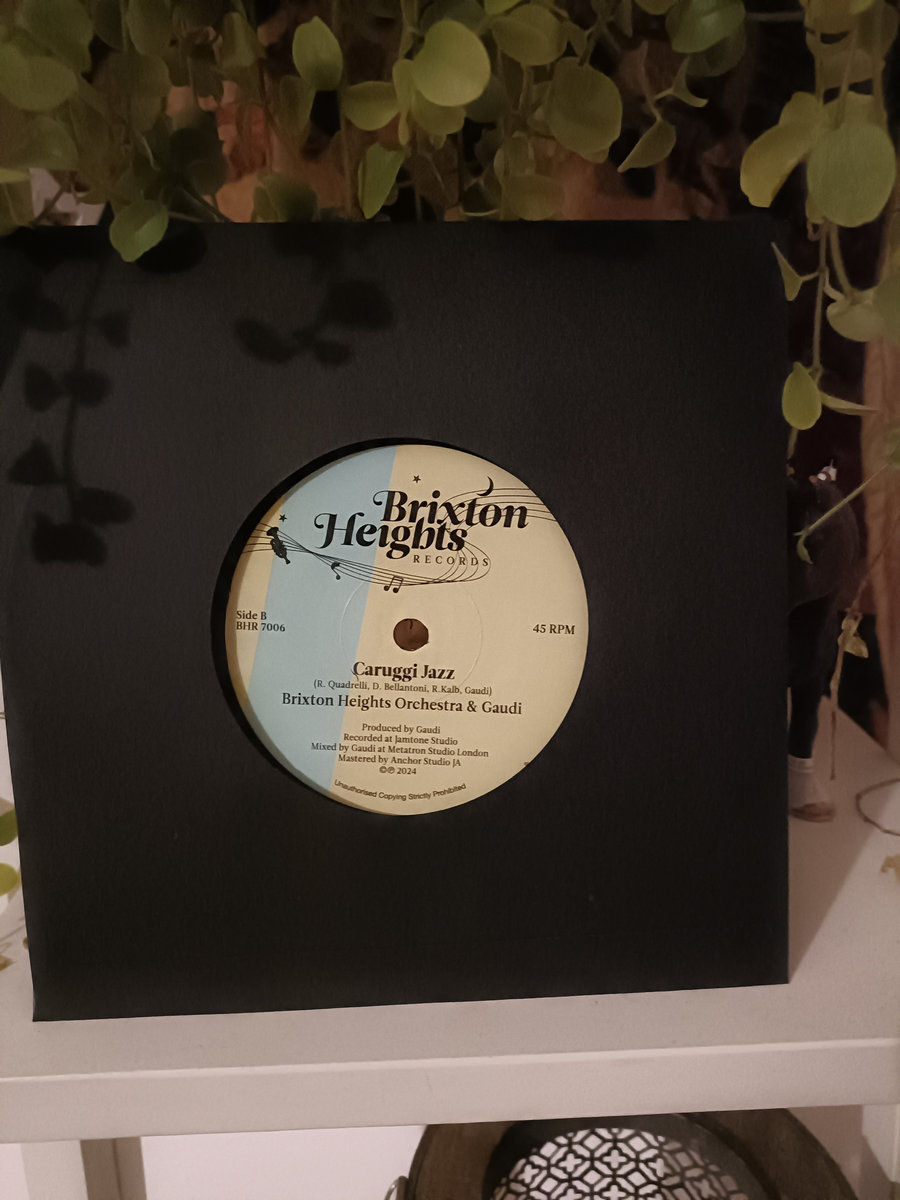 Brixton
Heights
RECORDS
Side B
BHR 7006
45 RPM
Caruggi Jazz
(R. Quadrelli, D. Bellantoni, R.Kalb, Gaudi)
Brixton Heights Orchestra & Gaudi
Produced by Gaudi
Recorded at Jamtone Studio
Mixed by Gaudi at Metatron Studio London
Mastered by Anchor Studio JA
©℗ 2024
Unauthorised Copying Strictly Prohibited